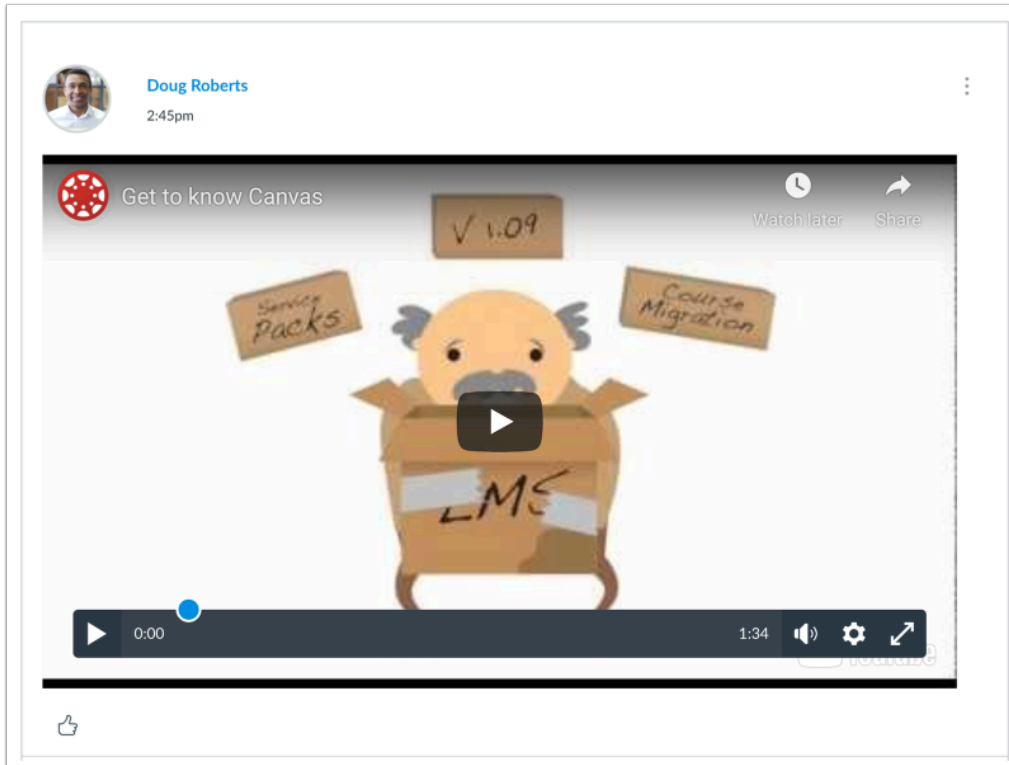 Doug Roberts
2:45pm
Get to know Canvas
Watch later
Share
V 1.09
Service
Packs
Course
Migration
LMS
0:00
1:34
YouTube